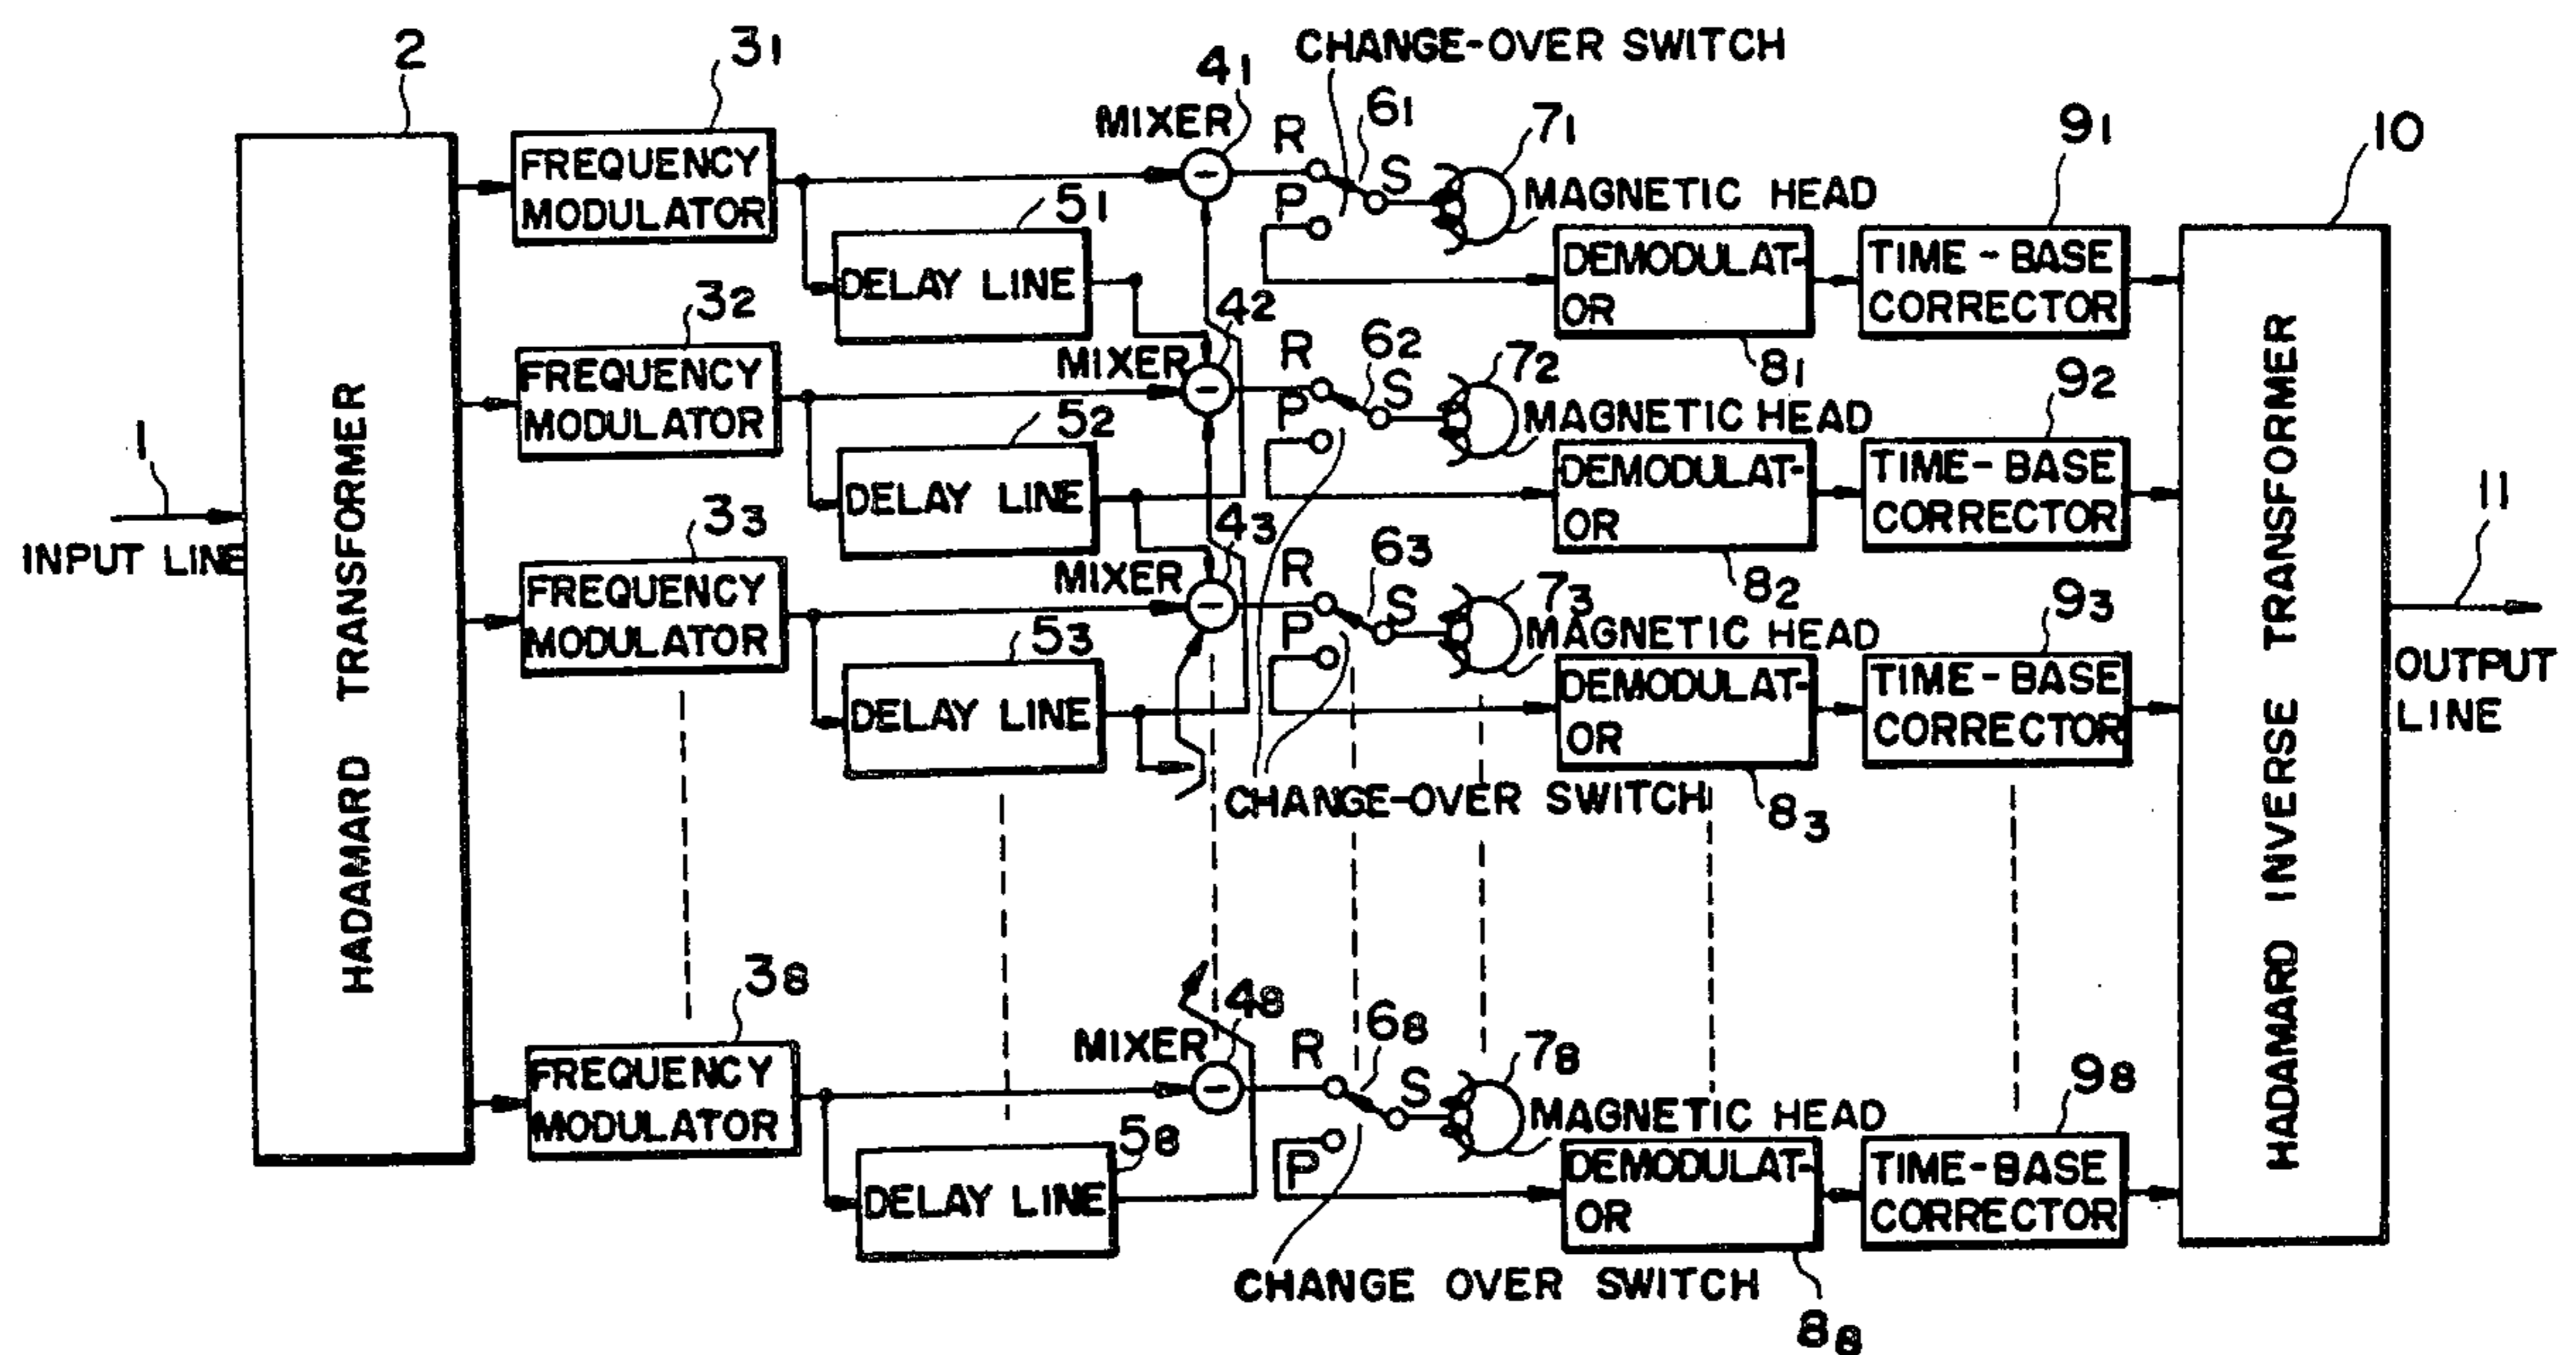 2
3₁
CHANGE-OVER SWITCH
4₁
MIXER
R
6₁
7₁
9₁
10
FREQUENCY
MODULATOR
P
S
MAGNETIC HEAD
5₁
DELAY LINE
DEMODULAT-
OR
TIME-BASE
CORRECTOR
3₂
4₂
8₁
FREQUENCY
MODULATOR
MIXER
R
6₂
7₂
9₂
P
S
MAGNETIC HEAD
5₂
DELAY LINE
DEMODULAT-
OR
TIME-BASE
CORRECTOR
1
INPUT LINE
HADAMARD TRANSFORMER
3₃
4₃
8₂
FREQUENCY
MODULATOR
MIXER
R
6₃
7₃
9₃
P
S
MAGNETIC HEAD
5₃
DELAY LINE
DEMODULAT-
OR
TIME-BASE
CORRECTOR
HADAMARD INVERSE TRANSFORMER
11
OUTPUT
LINE
CHANGE-OVER SWITCH
8₃
3₈
4₈
FREQUENCY
MODULATOR
MIXER
R
6₈
7₈
9₈
P
S
MAGNETIC HEAD
5₈
DELAY LINE
DEMODULAT-
OR
TIME-BASE
CORRECTOR
CHANGE OVER SWITCH
8₈